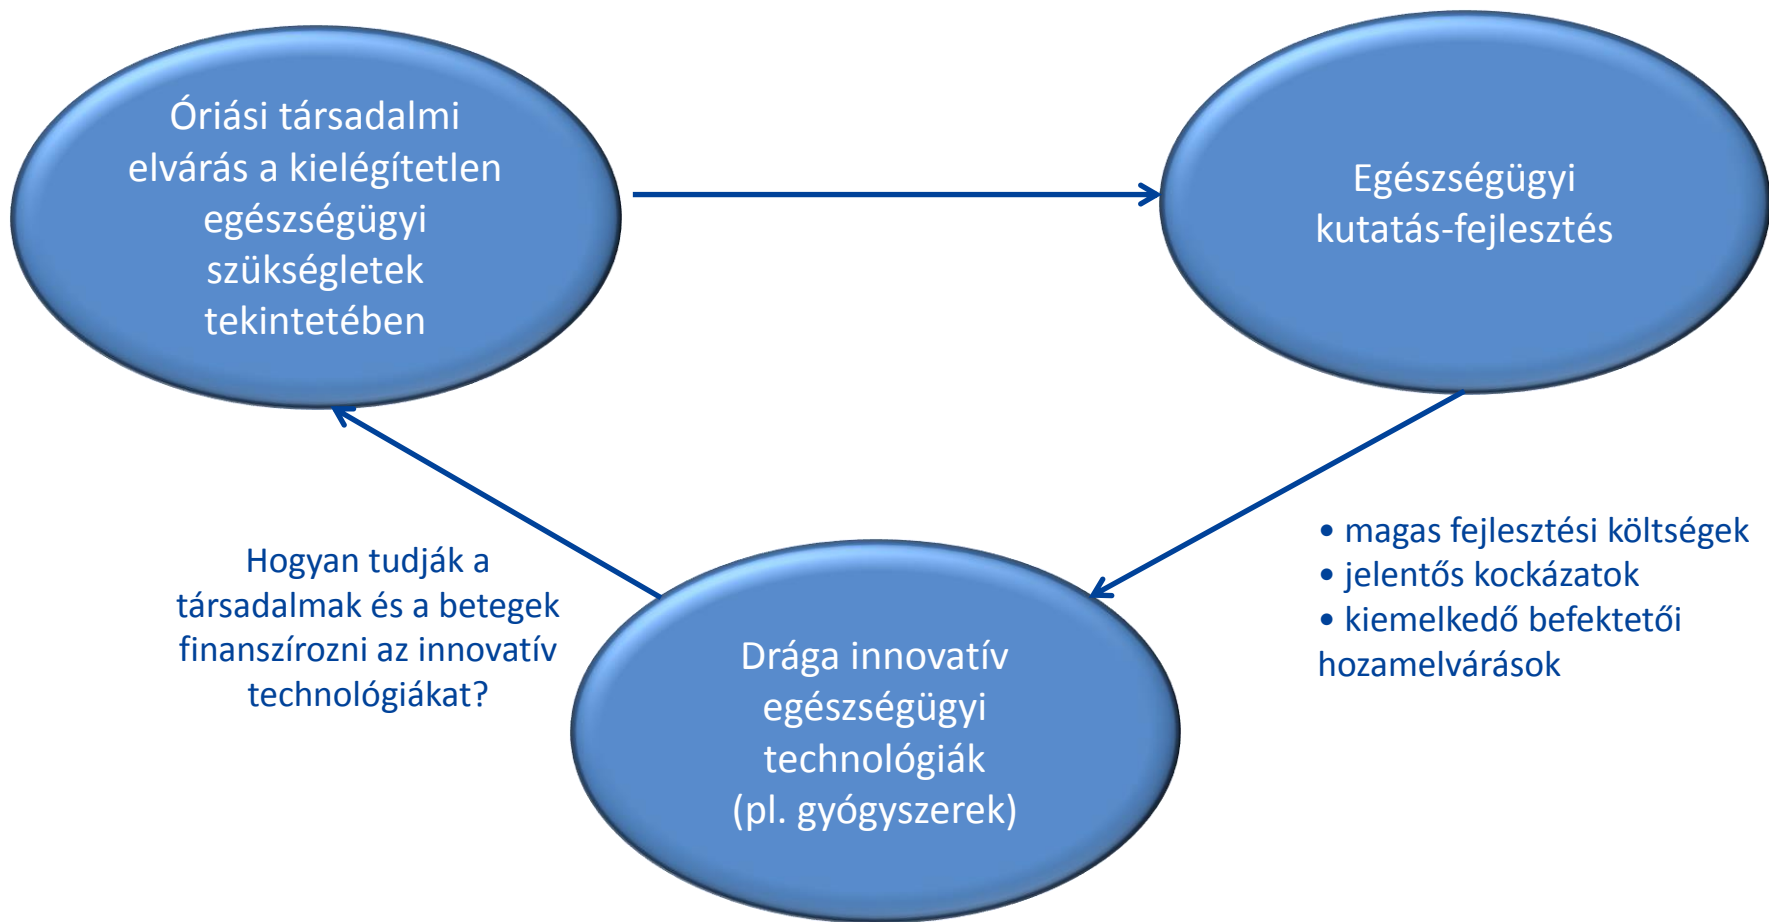 Óriási társadalmi
elvárás a kielégítetlen
egészségügyi
szükségletek
tekintetében
Egészségügyi
kutatás-fejlesztés
• magas fejlesztési költségek
• jelentős kockázatok
• kiemelkedő befektetői
hozamelvárások
Hogyan tudják a
társadalmak és a betegek
finanszírozni az innovatív
technológiákat?
Drága innovatív
egészségügyi
technológiák
(pl. gyógyszerek)